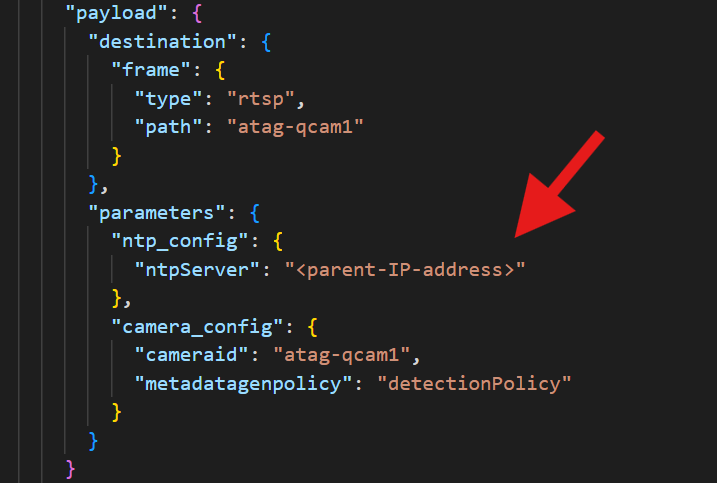 "payload": {
"destination": {
"frame": {
"type": "rtsp",
"path": "atag-qcam1"
}
},
"parameters": {
"ntp_config": {
"ntpServer": "<parent-IP-address>"
},
"camera_config": {
"cameraid": "atag-qcam1",
"metadatagenpolicy": "detectionPolicy"
}
}
}